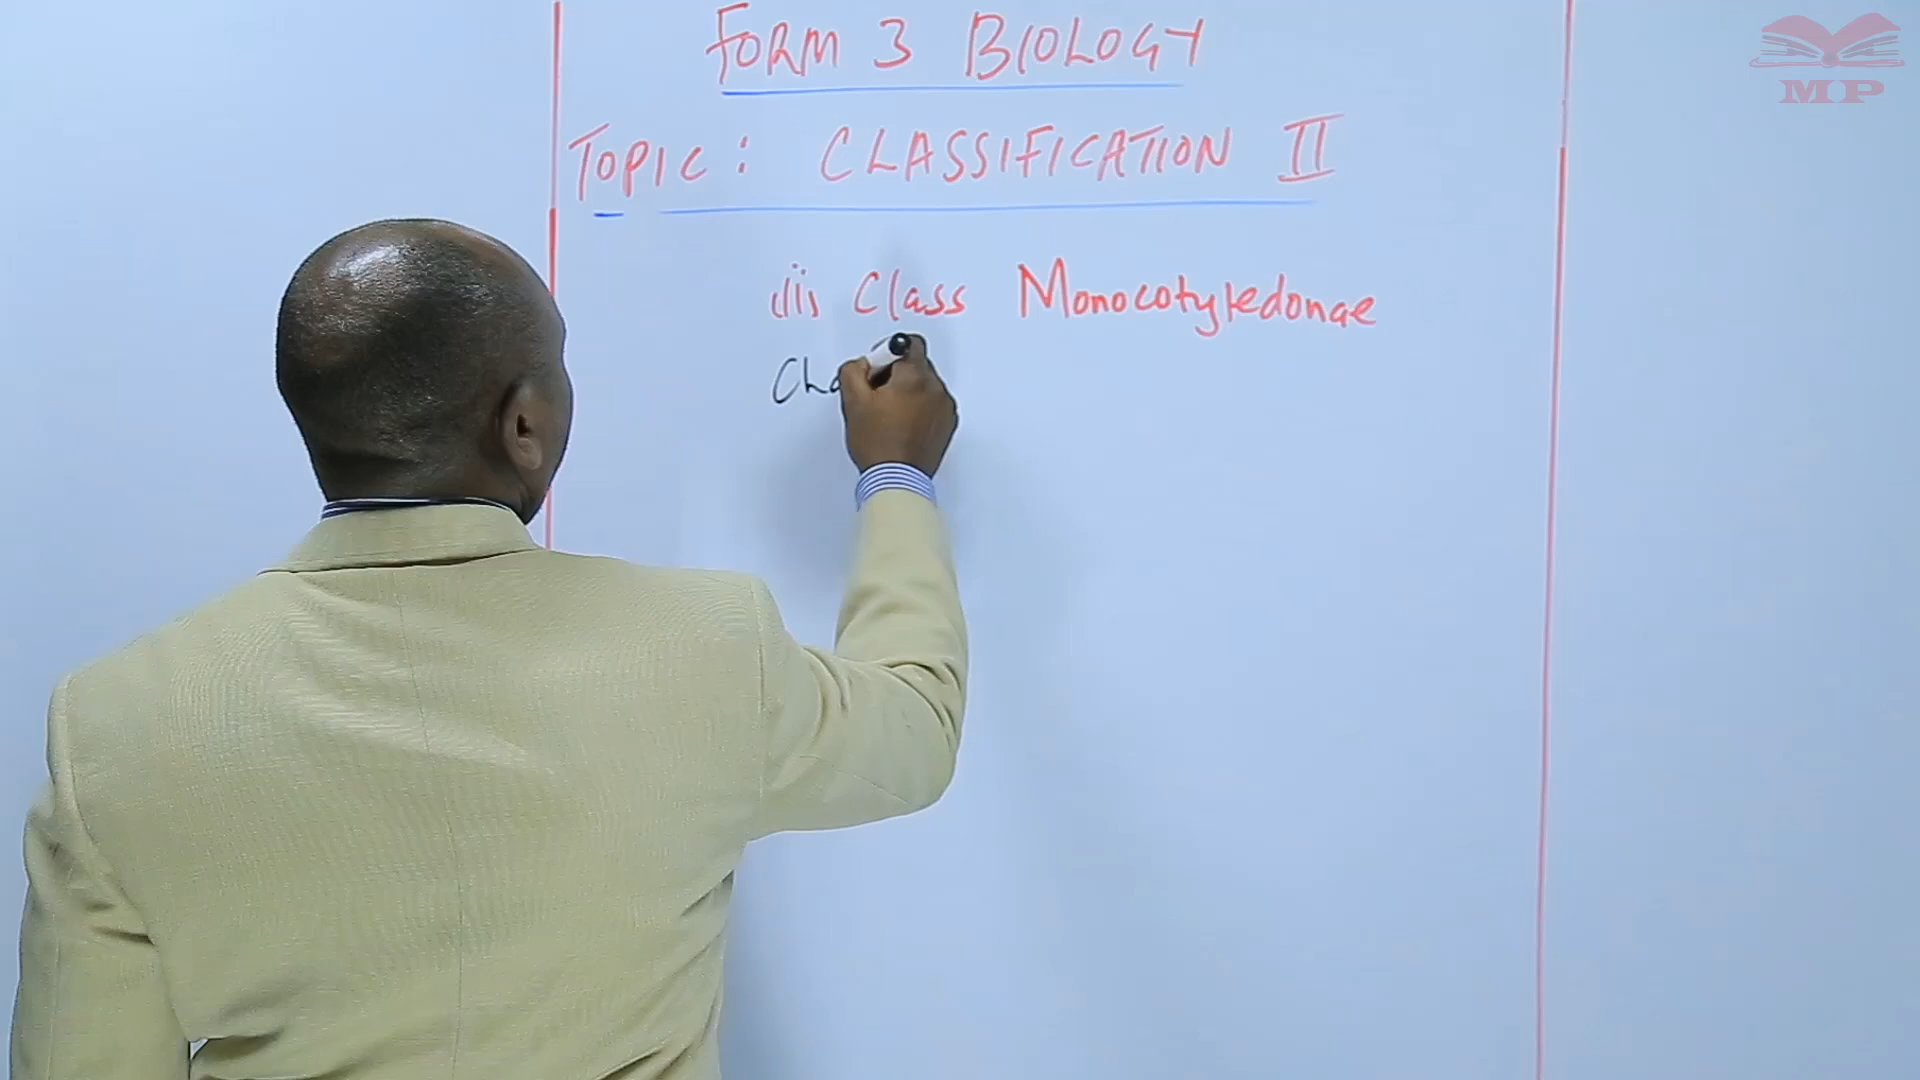 FORM 3 BIOLOGY
TOPIC: CLASSIFICATION II
ii) Class Monocotyledonae
Cha
MP